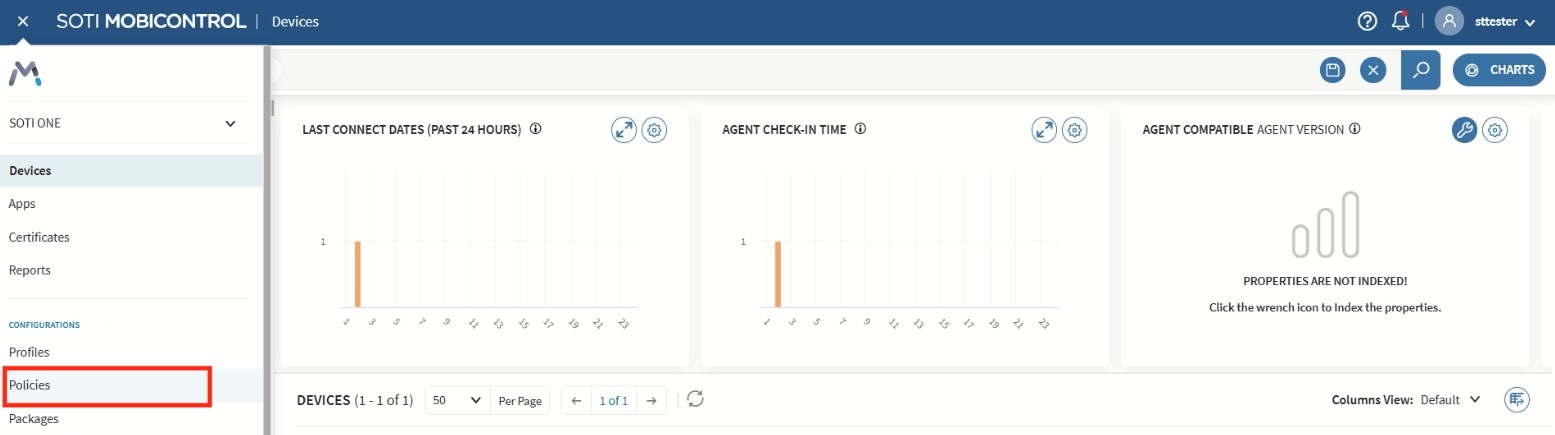 SOTI MOBICONTROL | Devices
sttester
SOTI ONE
Devices
Apps
Certificates
Reports
CONFIGURATIONS
Profiles
Policies
Packages
CHARTS
LAST CONNECT DATES (PAST 24 HOURS)
1
1 3 5 7 9 11 13 15 17 19 21 23
AGENT CHECK-IN TIME
1
1 3 5 7 9 11 13 15 17 19 21 23
AGENT COMPATIBLE AGENT VERSION
PROPERTIES ARE NOT INDEXED!
Click the wrench icon to Index the properties.
DEVICES (1 - 1 of 1) 50 Per Page 1 of 1 Columns View: Default